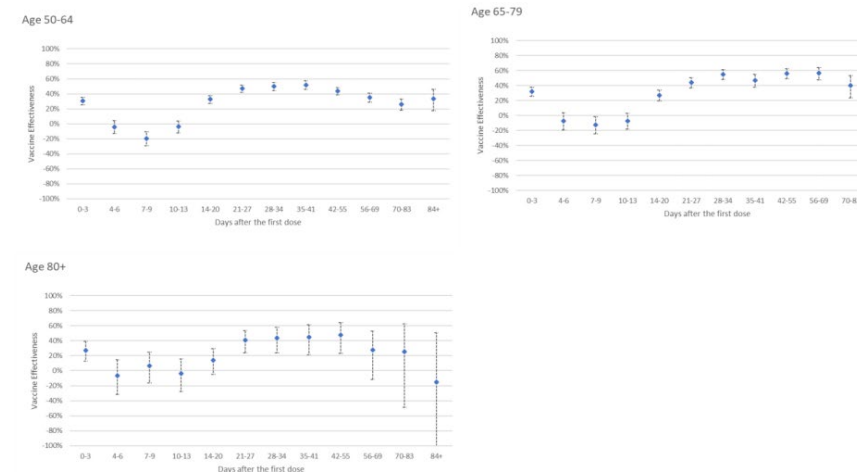 Age 50-64
100%
80%
60%
40%
20%
0%
-20%
-40%
-60%
-80%
-100%
Vaccine Effectiveness
0-3 4-6 7-9 10-13 14-20 21-27 28-34 35-41 42-55 56-69 70-83 84+
Days after the first dose
Age 65-79
100%
80%
60%
40%
20%
0%
-20%
-40%
-60%
-80%
-100%
Vaccine Effectiveness
0-3 4-6 7-9 10-13 14-20 21-27 28-34 35-41 42-55 56-69 70-8
Days after the first dose
Age 80+
100%
80%
60%
40%
20%
0%
-20%
-40%
-60%
-80%
-100%
Vaccine Effectiveness
0-3 4-6 7-9 10-13 14-20 21-27 28-34 35-41 42-55 56-69 70-83 84+
Days after the first dose